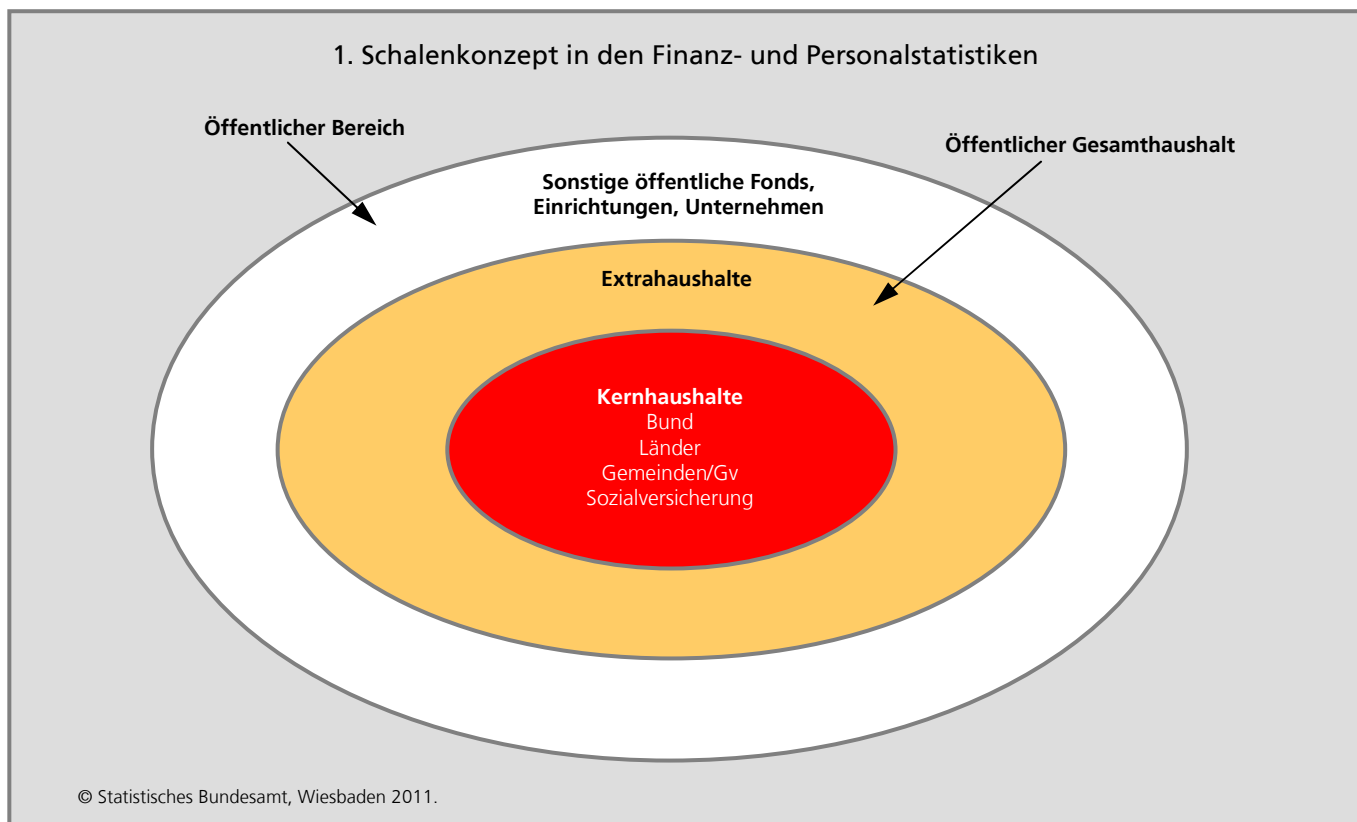 1. Schalenkonzept in den Finanz- und Personalstatistiken
Öffentlicher Bereich
Öffentlicher Gesamthaushalt
Sonstige öffentliche Fonds,
Einrichtungen, Unternehmen
Extrahaushalte
Kernhaushalte
Bund
Länder
Gemeinden/Gv
Sozialversicherung
© Statistisches Bundesamt, Wiesbaden 2011.